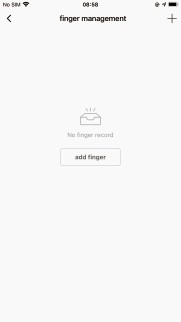 No SIM 08:58
finger management
No finger record
add finger